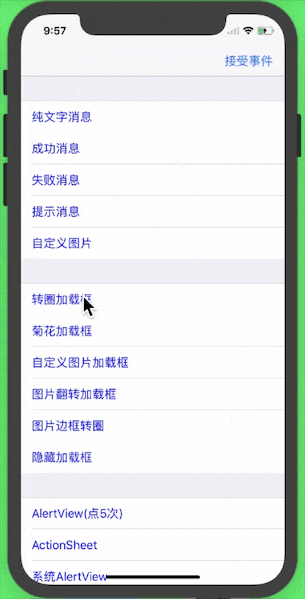 9:57
接受事件
纯文字消息
成功消息
失败消息
提示消息
自定义图片
转圈加载框
菊花加载框
自定义图片加载框
图片翻转加载框
图片边框转圈
隐藏加载框
AlertView(点5次)
ActionSheet
系统AlertView